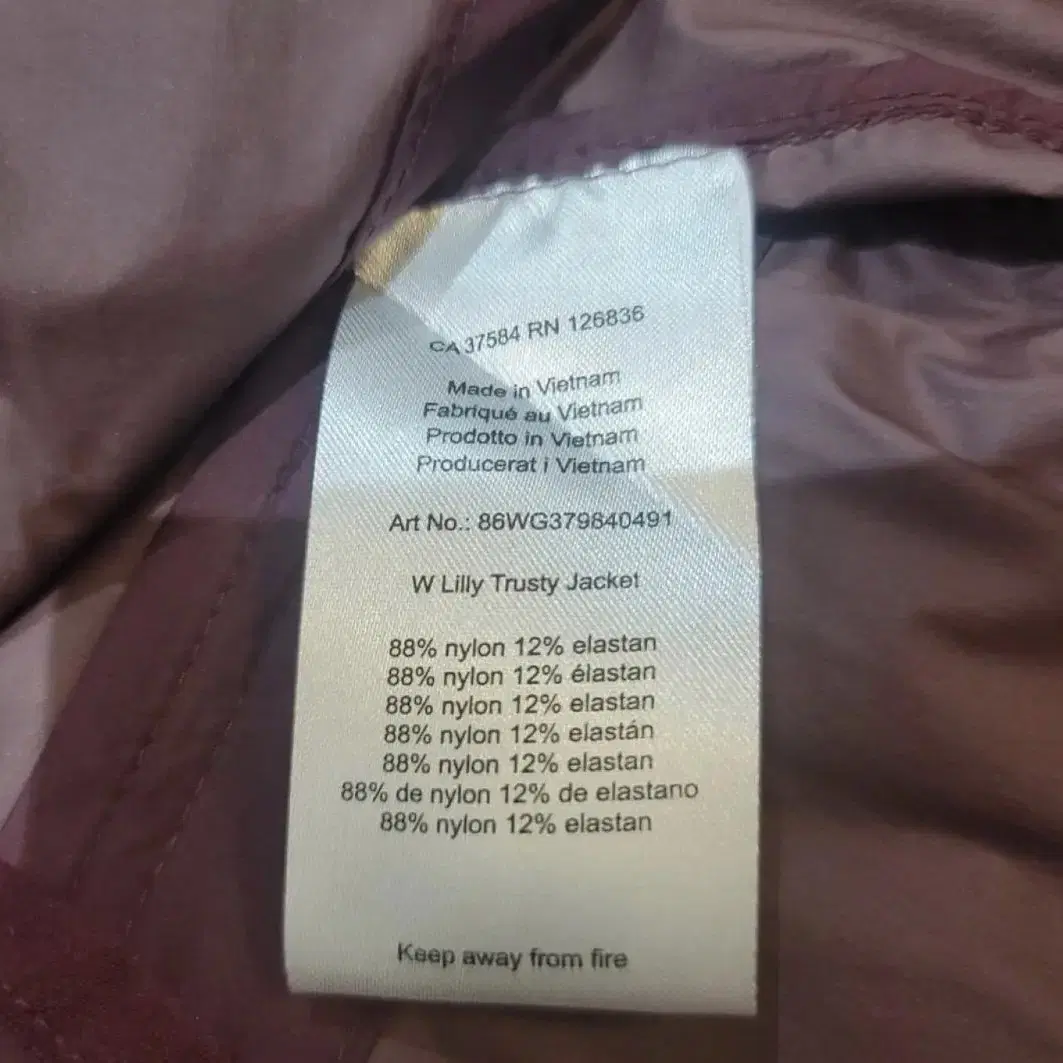 CA 37584 RN 126836
Made in Vietnam
Fabriqué au Vietnam
Prodotto in Vietnam
Producerat i Vietnam
Art No.: 86WG379840491
W Lilly Trusty Jacket
88% nylon 12% elastan
88% nylon 12% élastan
88% nylon 12% elastan
88% nylon 12% elastán
88% nylon 12% elastan
88% de nylon 12% de elastano
88% nylon 12% elastan
Keep away from fire